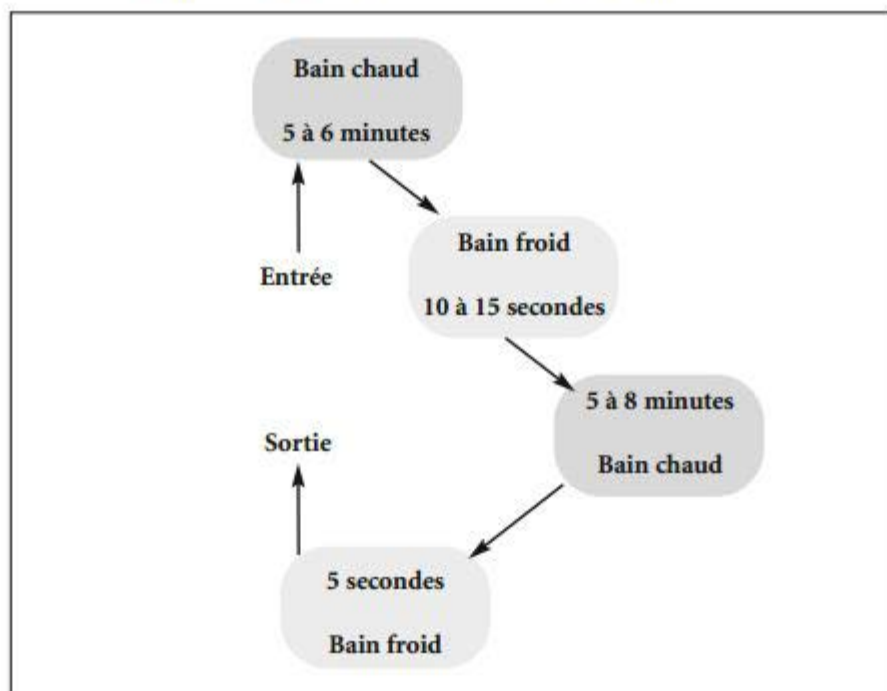 Bain chaud
5 à 6 minutes
Entrée
Bain froid
10 à 15 secondes
5 à 8 minutes
Bain chaud
5 secondes
Bain froid
Sortie